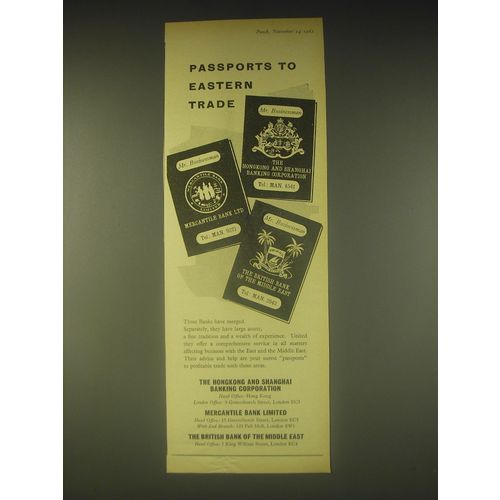 Punch, November 14 1962
PASSPORTS TO
EASTERN
TRADE
Mr. Businessman
THE
HONGKONG AND SHANGHAI
BANKING CORPORATION
Tel: MAN. 4541
Mr. Businessman
MERCANTILE BANK
LIMITED
MERCANTILE BANK LTD
Tel: MAN.
Mr. Businessman
THE BRITISH BANK
OF THE MIDDLE EAST
Tel: MAN.
These Banks have merged.
Separately, they have large assets,
a fine tradition and a wealth of experience. United
they offer a comprehensive service in all matters
affecting business with the East and the Middle East.
Their advice and help are your surest "passports"
to profitable trade with those areas.
THE HONGKONG AND SHANGHAI
BANKING CORPORATION
Head Office: Hong Kong
London Office: 9 Gracechurch Street, London EC3
MERCANTILE BANK LIMITED
Head Office: 15 Gracechurch Street, London EC3
West End Branch: 123 Pall Mall, London SW1
THE BRITISH BANK OF THE MIDDLE EAST
Head Office: 7 King William Street, London EC4